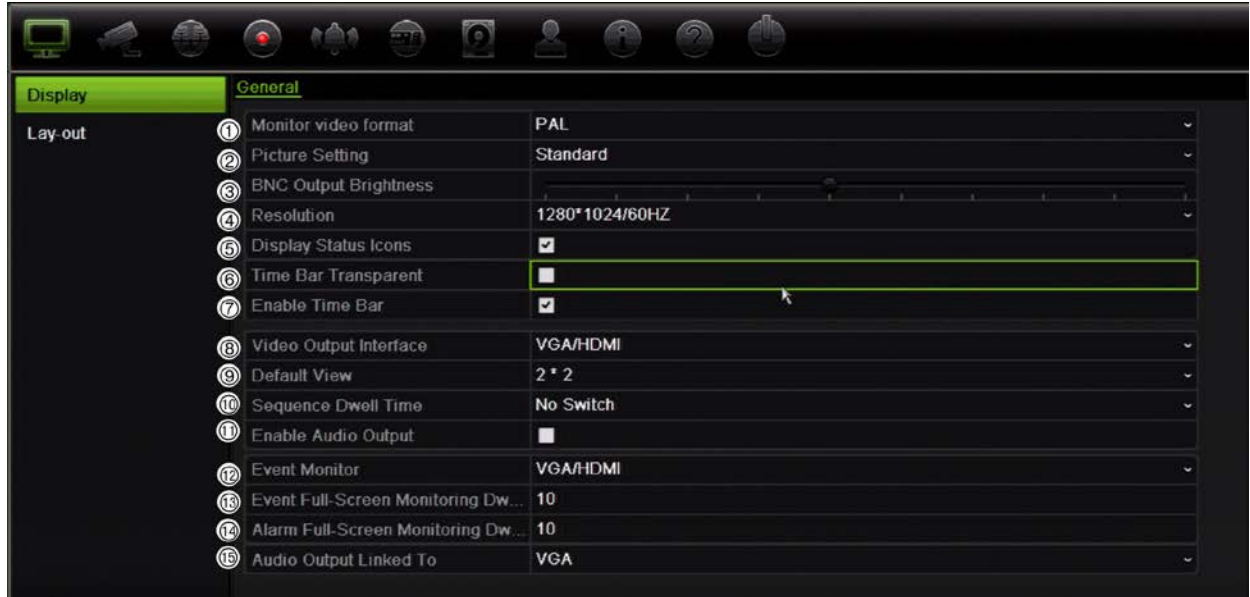 Display
Lay-out
General
① Monitor video format PAL
② Picture Setting Standard
③ BNC Output Brightness
④ Resolution 1280*1024/60HZ
⑤ Display Status Icons
⑥ Time Bar Transparent
⑦ Enable Time Bar
⑧ Video Output Interface VGA/HDMI
⑨ Default View 2 * 2
⑩ Sequence Dwell Time No Switch
⑪ Enable Audio Output
⑫ Event Monitor VGA/HDMI
⑬ Event Full-Screen Monitoring Dw... 10
⑭ Alarm Full-Screen Monitoring Dw... 10
⑮ Audio Output Linked To VGA